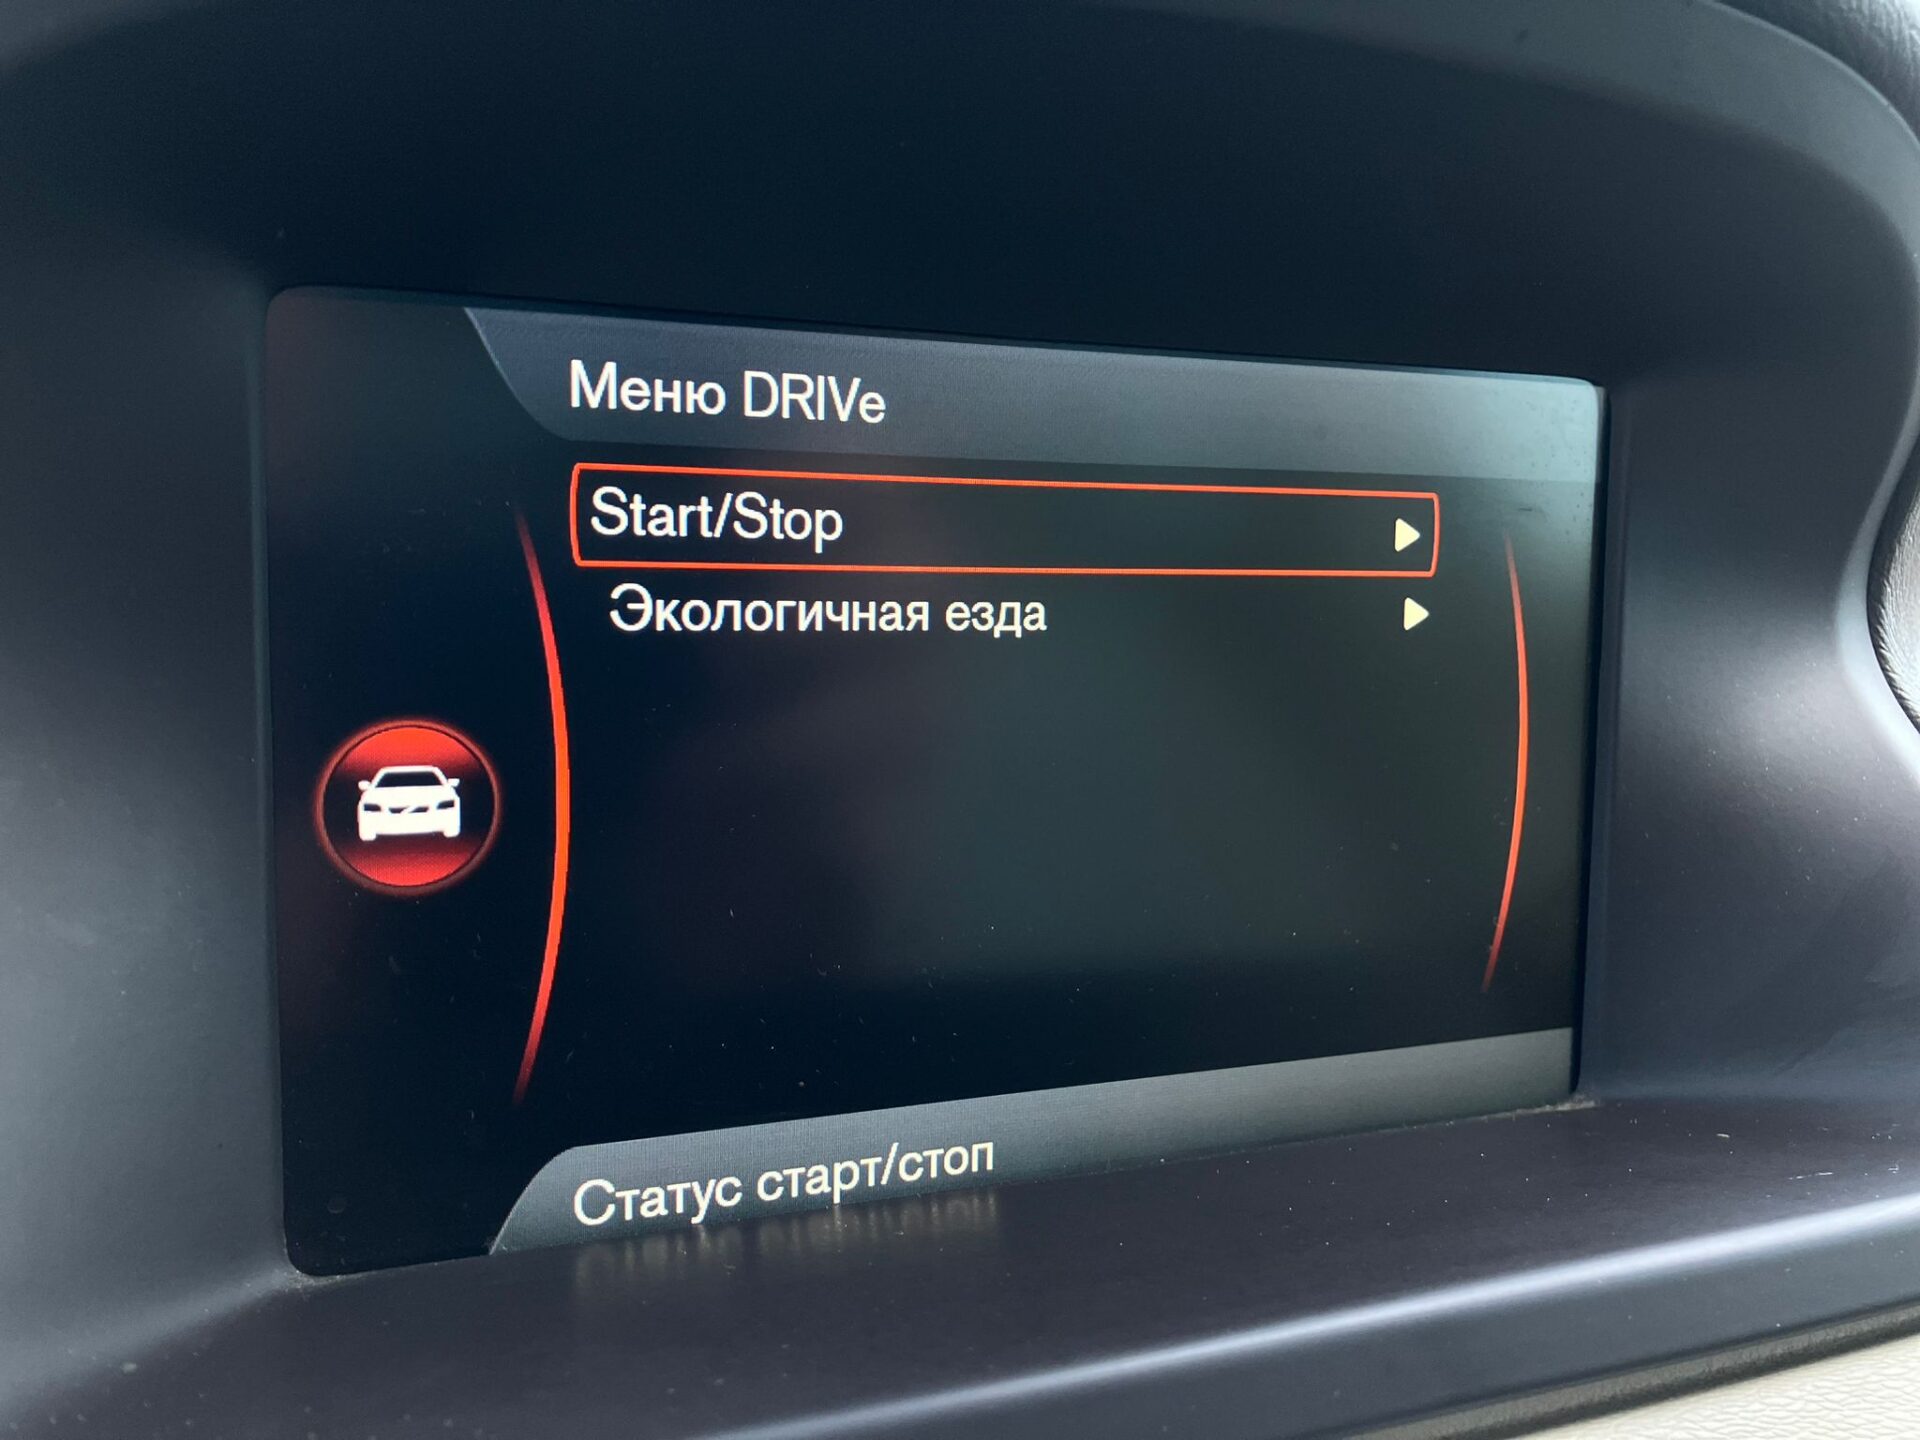 Меню DRIVe
Start/Stop
Экологичная езда
Статус старт/стоп